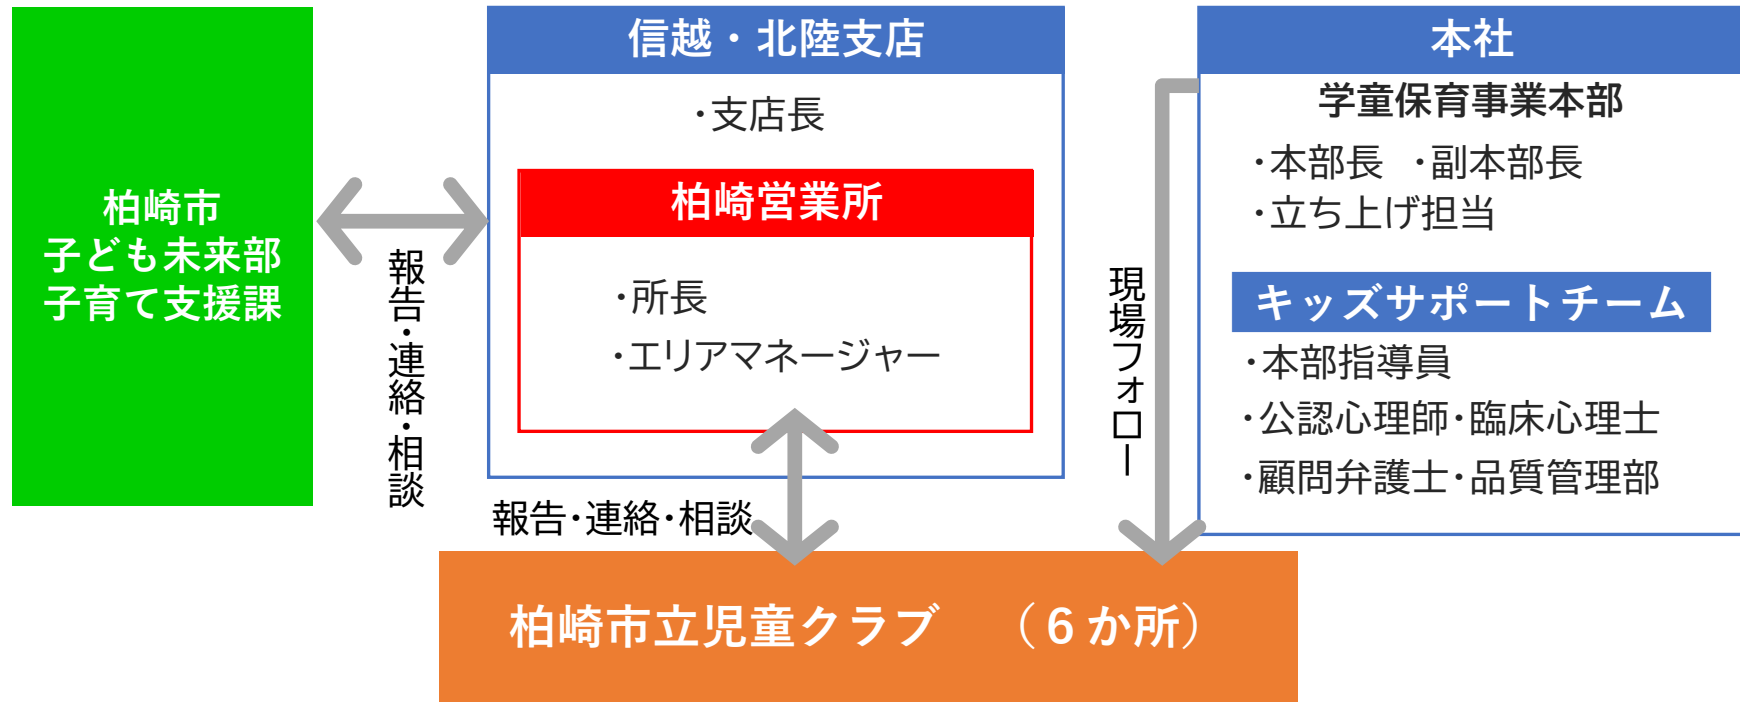 柏崎市
子ども未来部
子育て支援課
報告・連絡・相談
信越・北陸支店
・支店長
柏崎営業所
・所長
・エリアマネージャー
報告・連絡・相談
現場フォロー
本社
学童保育事業本部
・本部長　・副本部長
・立ち上げ担当
キッズサポートチーム
・本部指導員
・公認心理師・臨床心理士
・顧問弁護士・品質管理部
柏崎市立児童クラブ　（６か所）